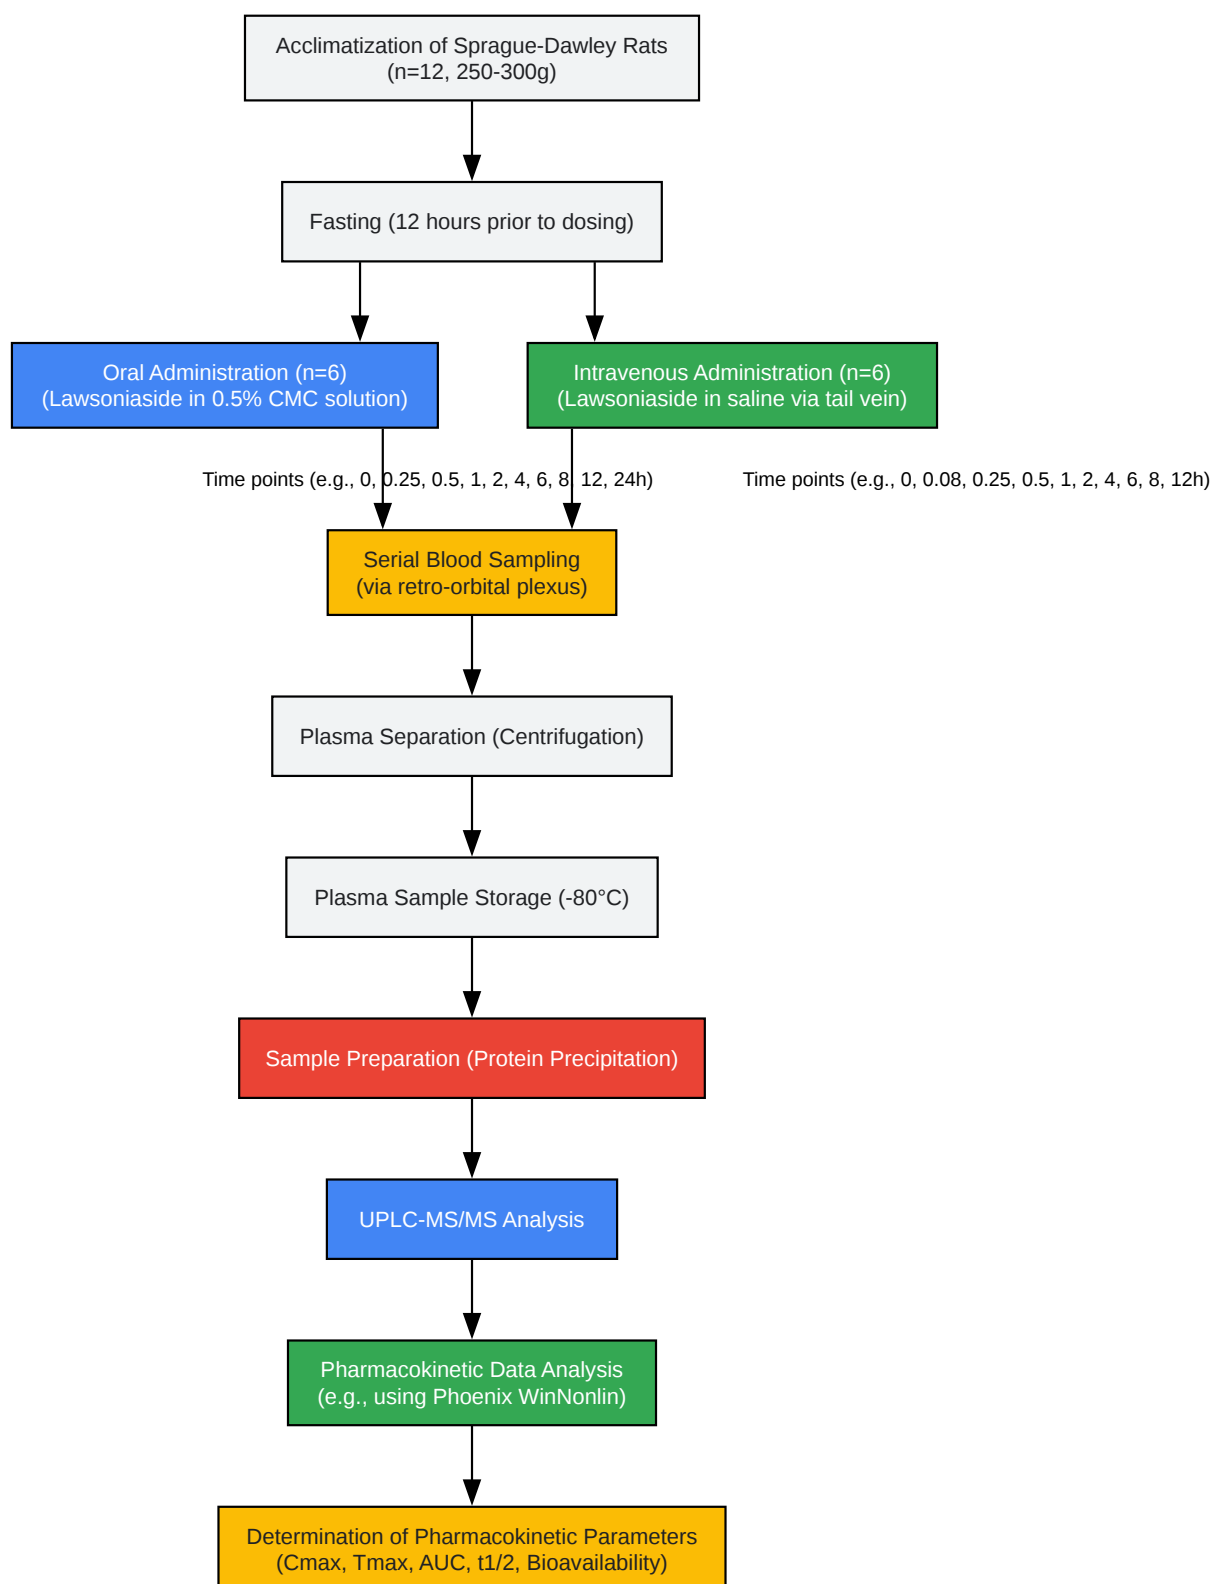 Acclimatization of Sprague-Dawley Rats
(n=12, 250-300g)
Fasting (12 hours prior to dosing)
Oral Administration (n=6)
(Lawsoniaside in 0.5% CMC solution)
Intravenous Administration (n=6)
(Lawsoniaside in saline via tail vein)
Time points (e.g., 0, 0.25, 0.5, 1, 2, 4, 6, 8, 12, 24h)
Time points (e.g., 0, 0.08, 0.25, 0.5, 1, 2, 4, 6, 8, 12h)
Serial Blood Sampling
(via retro-orbital plexus)
Plasma Separation (Centrifugation)
Plasma Sample Storage (-80°C)
Sample Preparation (Protein Precipitation)
UPLC-MS/MS Analysis
Pharmacokinetic Data Analysis
(e.g., using Phoenix WinNonlin)
Determination of Pharmacokinetic Parameters
(Cmax, Tmax, AUC, t1/2, Bioavailability)